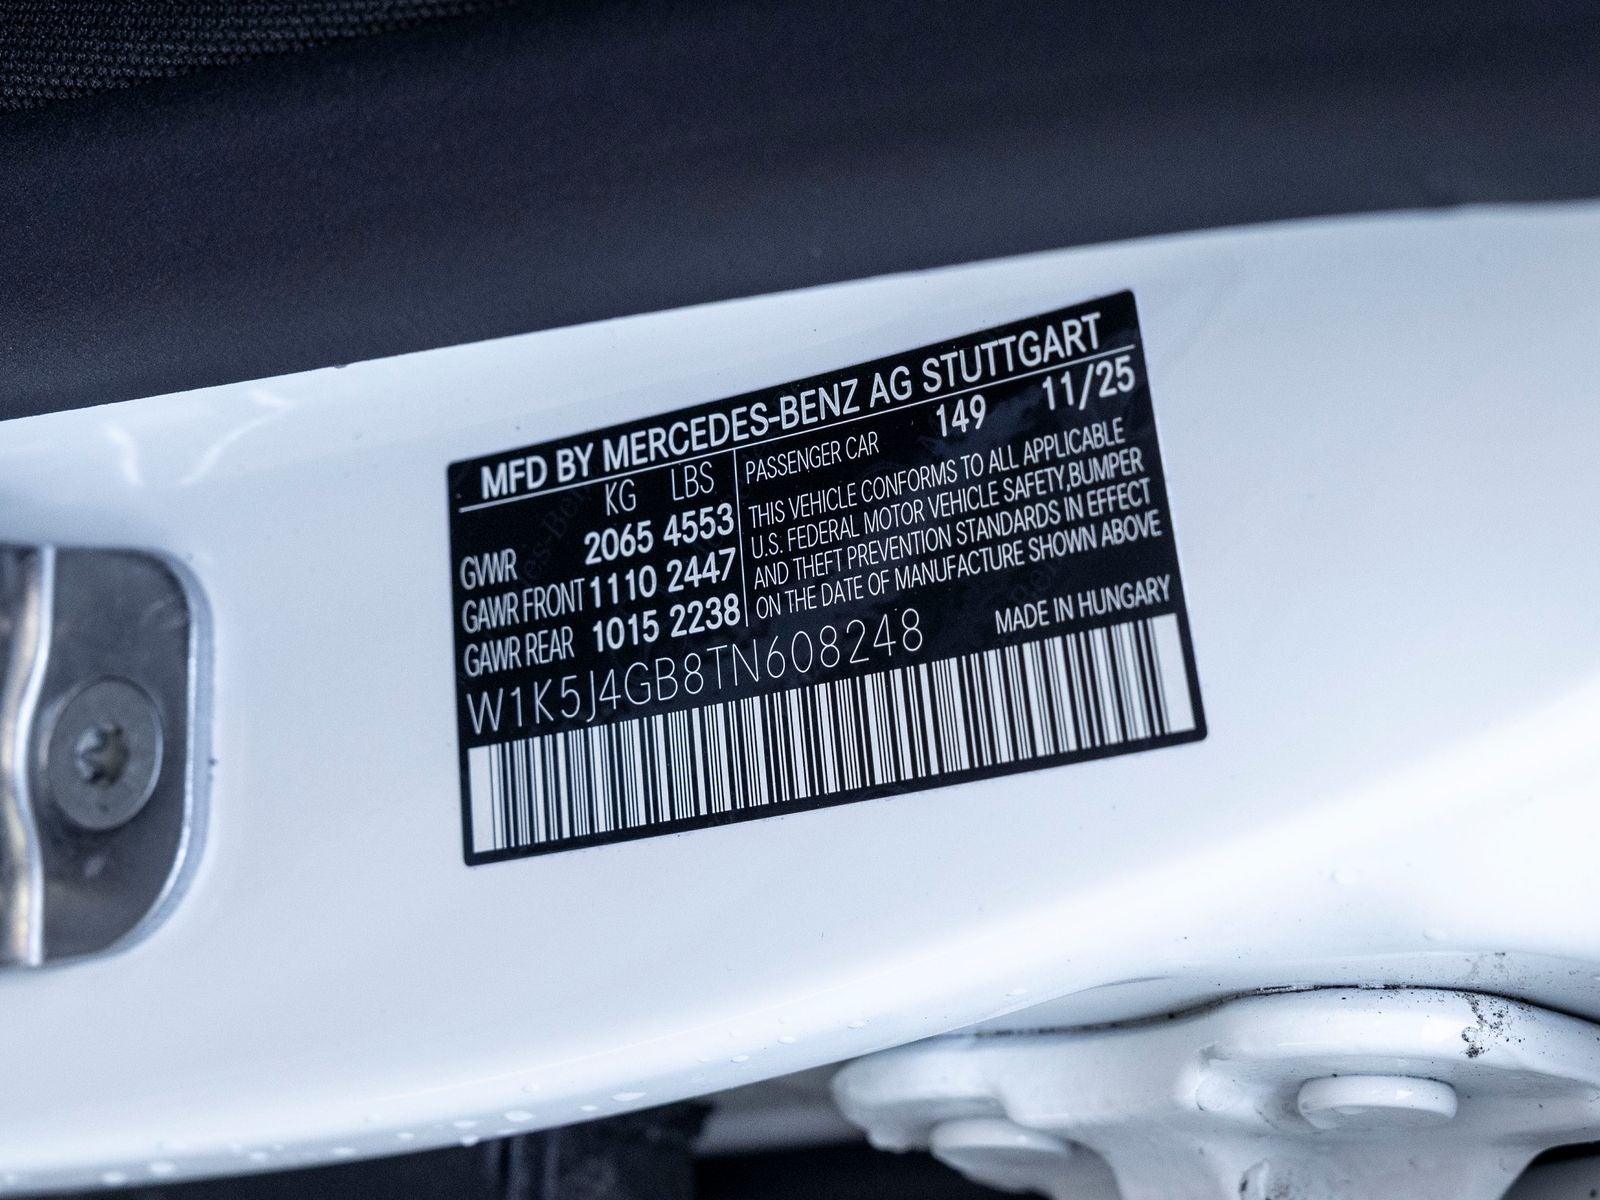 MFD BY MERCEDES-BENZ AG STUTTGART
KG LBS
GVWR 2065 4553
GAWR FRONT 1110 2447
GAWR REAR 1015 2238
PASSENGER CAR 149 11/25
THIS VEHICLE CONFORMS TO ALL APPLICABLE
U.S. FEDERAL MOTOR VEHICLE SAFETY,BUMPER
AND THEFT PREVENTION STANDARDS IN EFFECT
ON THE DATE OF MANUFACTURE SHOWN ABOVE
W1K5J4GB8TN608248
MADE IN HUNGARY